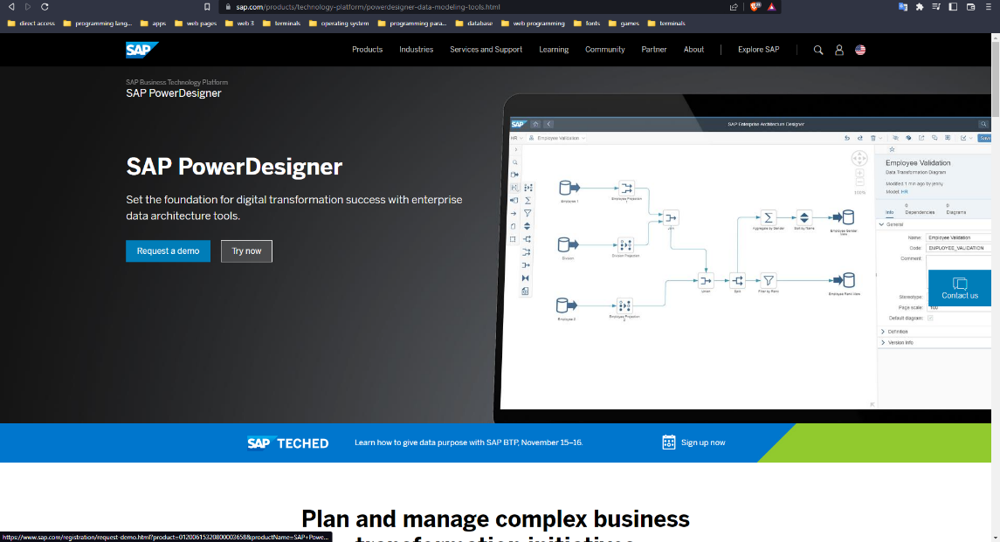 sap.com/products/technology-platform/powerdesigner-data-modeling-tools.html
direct access
programming lang...
apps
web pages
web 3
terminals
operating system
programming para...
database
web programming
fonts
games
terminals
SAP
Products
Industries
Services and Support
Learning
Community
Partner
About
Explore SAP
SAP Business Technology Platform
SAP PowerDesigner
SAP PowerDesigner
Set the foundation for digital transformation success with enterprise
data architecture tools.
Request a demo
Try now
SAP
SAP Enterprise Architecture Designer
HR
Employee Validation
Save
Employee 1
Employee Projection
1
Join
Division
Division Projection
Employee 2
Employee Projection
2
Union
Split
Aggregate by Gender
Sort by Name
Employee Gender
View
Filter by Rank
Employee Rank View
100%
Employee Validation
Data Transformation Diagram
Modified 1 min ago by jenny
Model: HR
0
0
Info
Dependencies
Diagrams
General
Name:
Employee Validation
Code:
EMPLOYEE_VALIDATION
Comment:
Contact us
Stereotype:
Page scale:
100
Default diagram:
Definition
Version Info
SAP TECHED
Learn how to give data purpose with SAP BTP, November 15–16.
Sign up now
Plan and manage complex business
transformation initiatives
https://www.sap.com/registration/request-demo.html?product=01200615320800003658&productName=SAP+Powe...